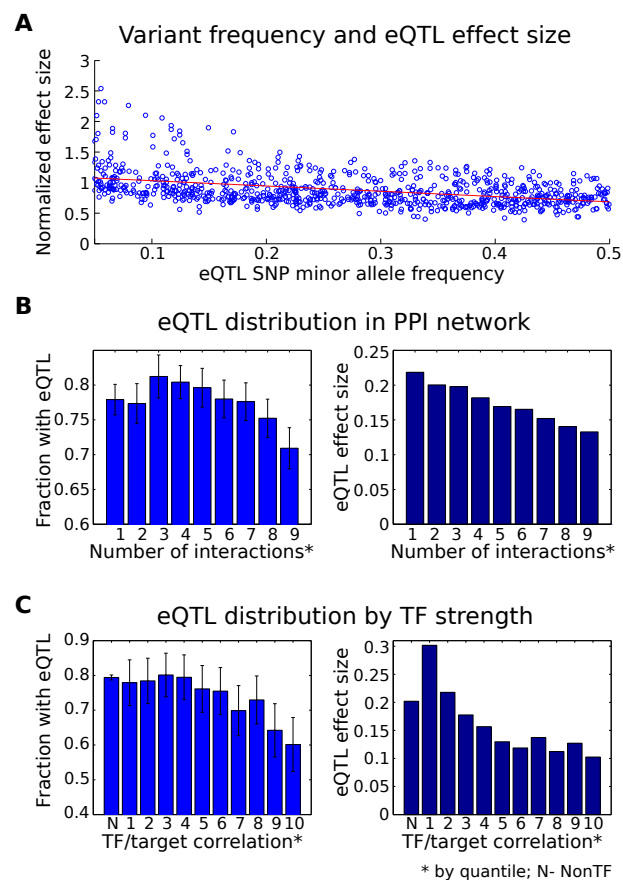 A
Variant frequency and eQTL effect size
Normalized effect size
3
2.5
2
1.5
1
0.5
0
0.1 0.2 0.3 0.4 0.5
eQTL SNP minor allele frequency
B
eQTL distribution in PPI network
Fraction with eQTL
0.8
0.75
0.7
0.65
0.6
1 2 3 4 5 6 7 8 9
Number of interactions*
eQTL effect size
0.25
0.2
0.15
0.1
0.05
0
1 2 3 4 5 6 7 8 9
Number of interactions*
C
eQTL distribution by TF strength
Fraction with eQTL
0.9
0.8
0.7
0.6
0.5
0.4
N 1 2 3 4 5 6 7 8 9 10
TF/target correlation*
eQTL effect size
0.3
0.25
0.2
0.15
0.1
0.05
0
N 1 2 3 4 5 6 7 8 9 10
TF/target correlation*
* by quantile; N- NonTF